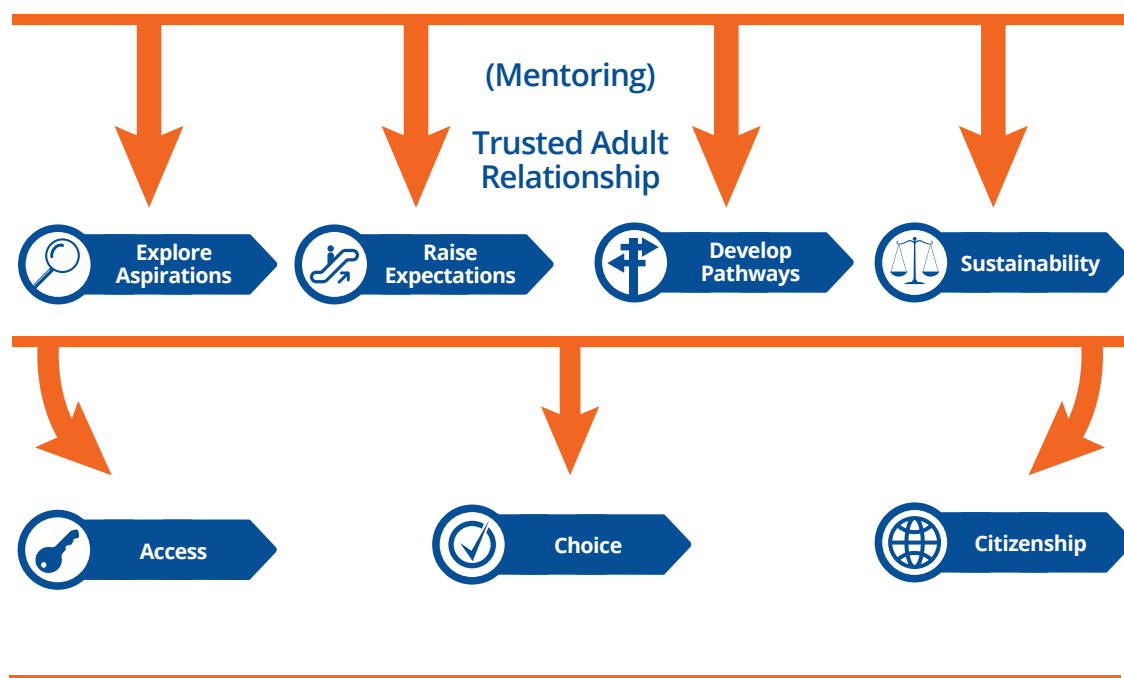 (Mentoring)
Trusted Adult
Relationship
Explore
Aspirations
Raise
Expectations
Develop
Pathways
Sustainability
Access
Choice
Citizenship